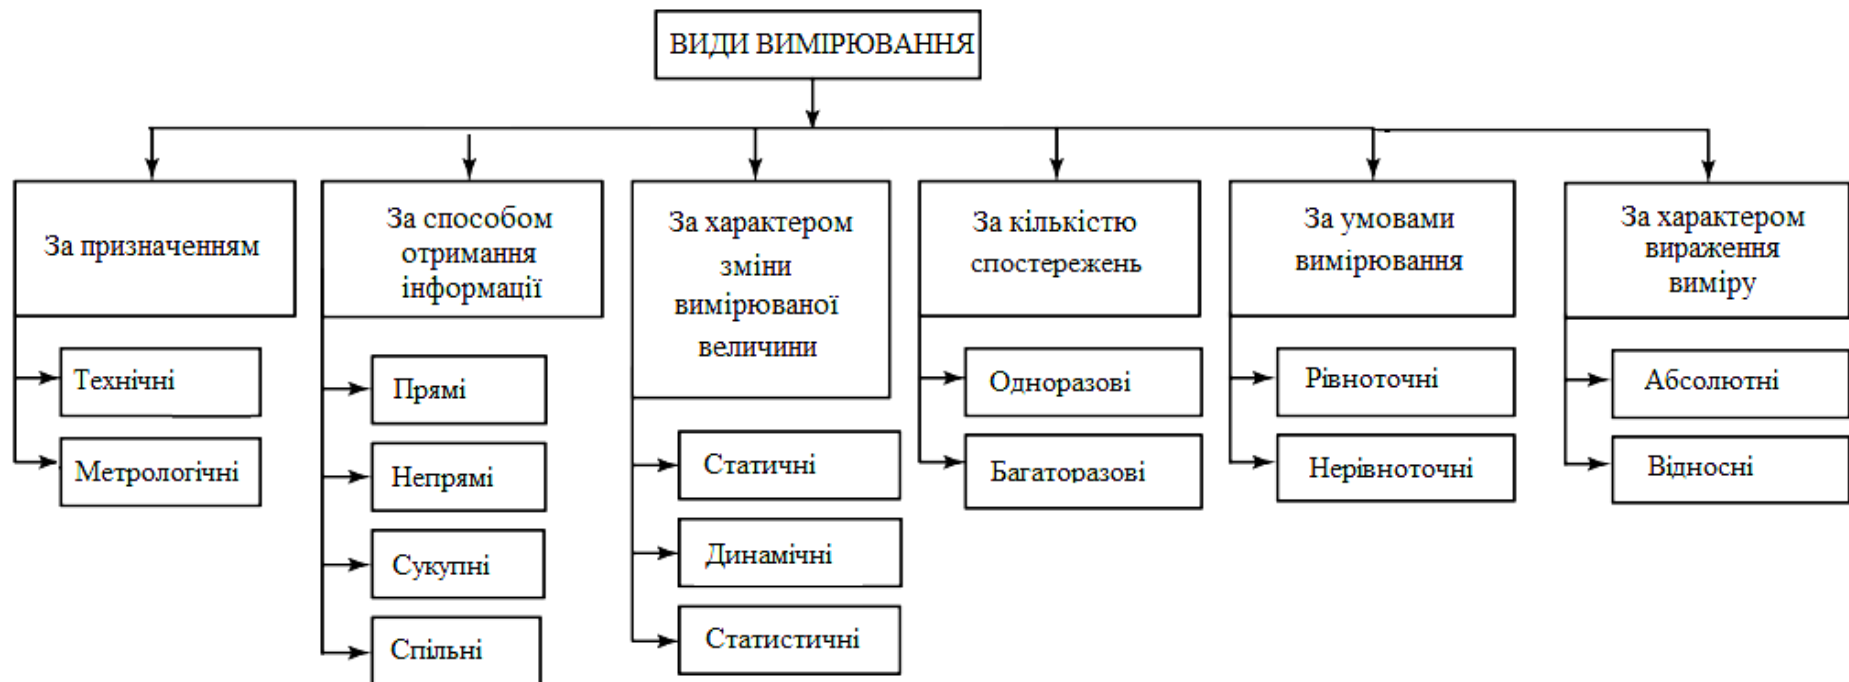 ВИДИ ВИМІРЮВАННЯ
За призначенням
Технічні
Метрологічні
За способом
отримання
інформації
Прямі
Непрямі
Сукупні
Спільні
За характером
зміни
вимірюваної
величини
Статичні
Динамічні
Статистичні
За кількістю
спостережень
Одноразові
Багаторазові
За умовами
вимірювання
Рівноточні
Нерівноточні
За характером
вираження
виміру
Абсолютні
Відносні